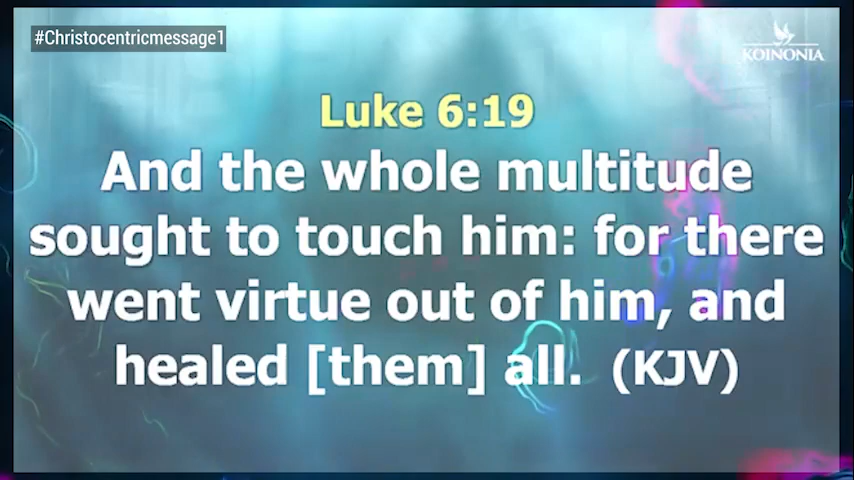 #Christocentricmessage1
KOINONIA
Luke 6:19
And the whole multitude
sought to touch him: for there
went virtue out of him, and
healed [them] all. (KJV)